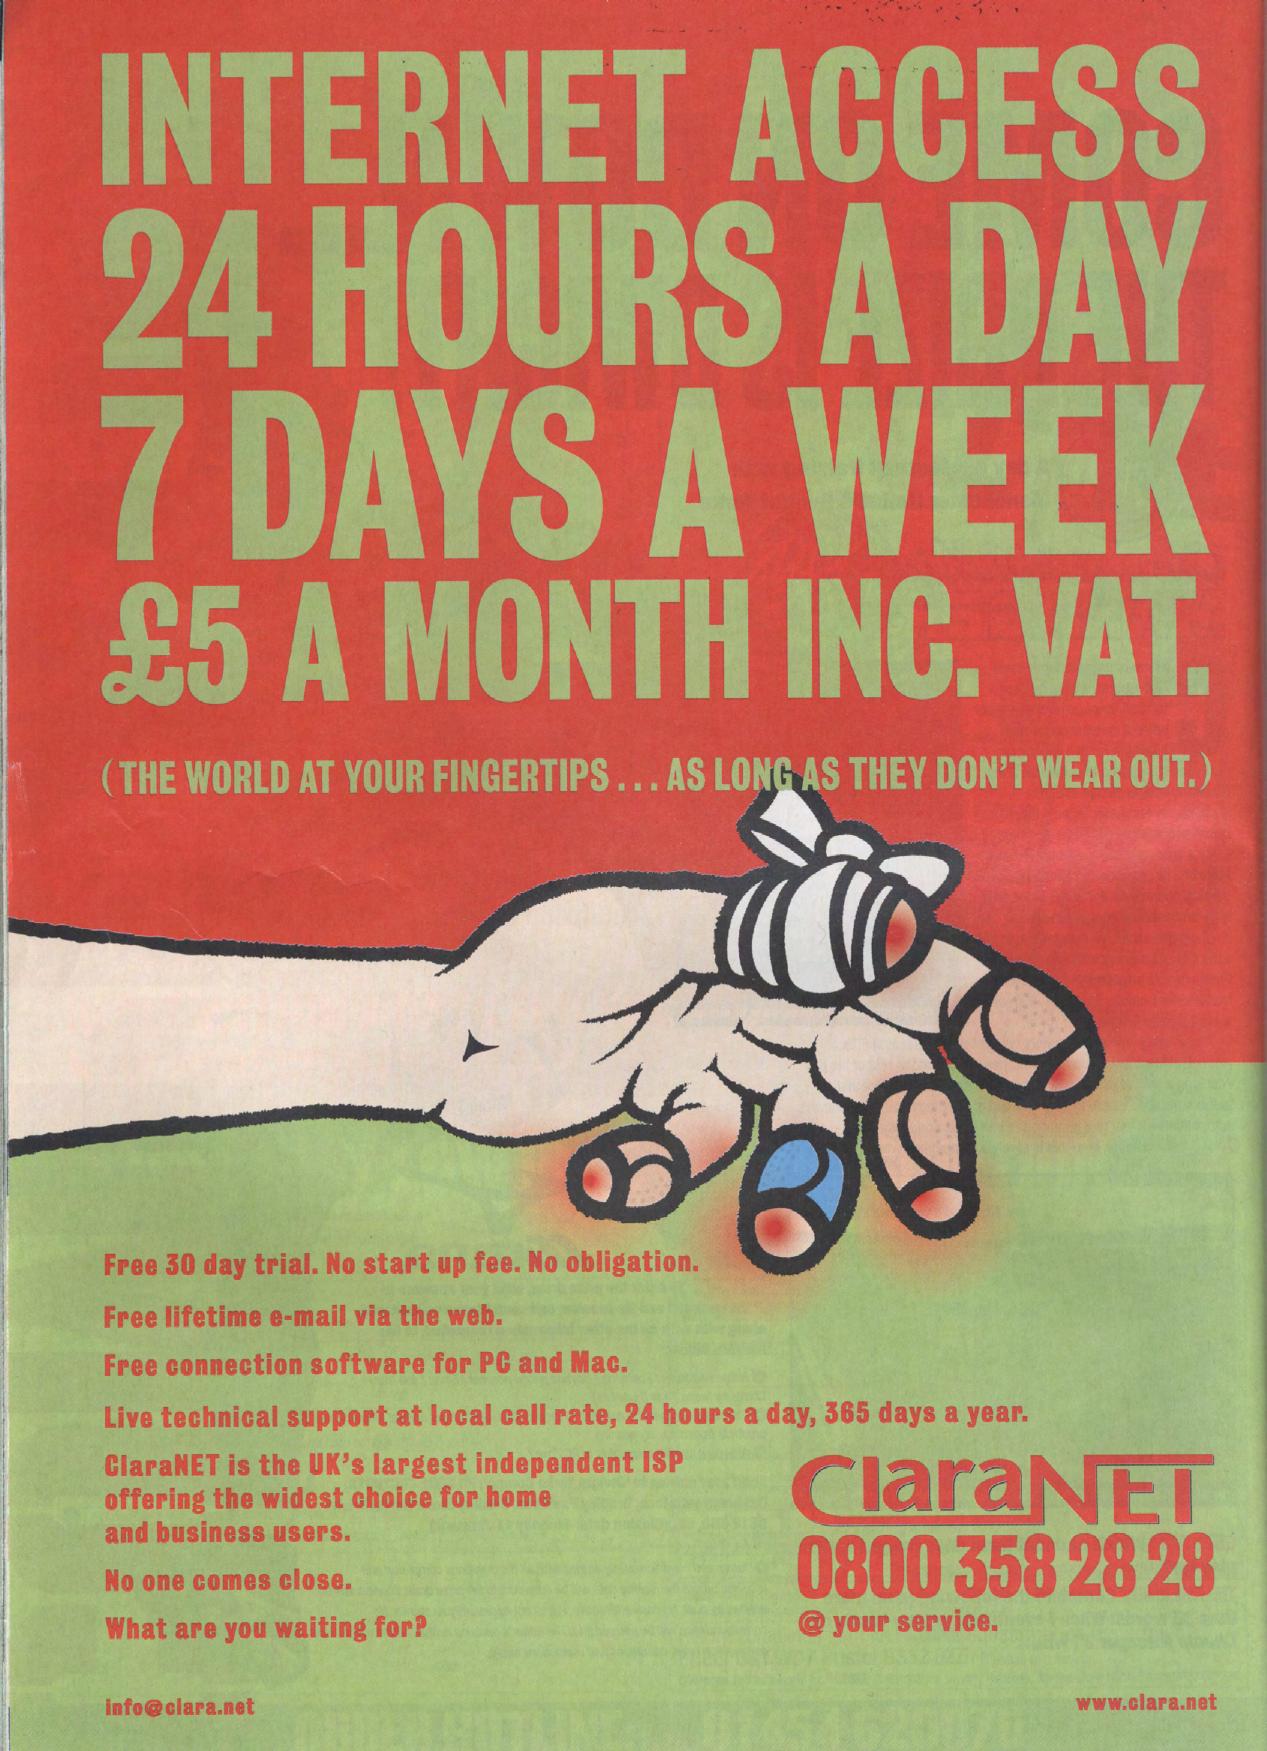 INTERNET ACCESS
24 HOURS A DAY
7 DAYS A WEEK
£5 A MONTH INC. VAT.
(THE WORLD AT YOUR FINGERTIPS . . . AS LONG AS THEY DON'T WEAR OUT.)
Free 30 day trial. No start up fee. No obligation.
Free lifetime e-mail via the web.
Free connection software for PC and Mac.
Live technical support at local call rate, 24 hours a day, 365 days a year.
ClaraNET is the UK's largest independent ISP
offering the widest choice for home
and business users.
No one comes close.
What are you waiting for?
ClaraNET
0800 358 28 28
@ your service.
info@clara.net
www.clara.net